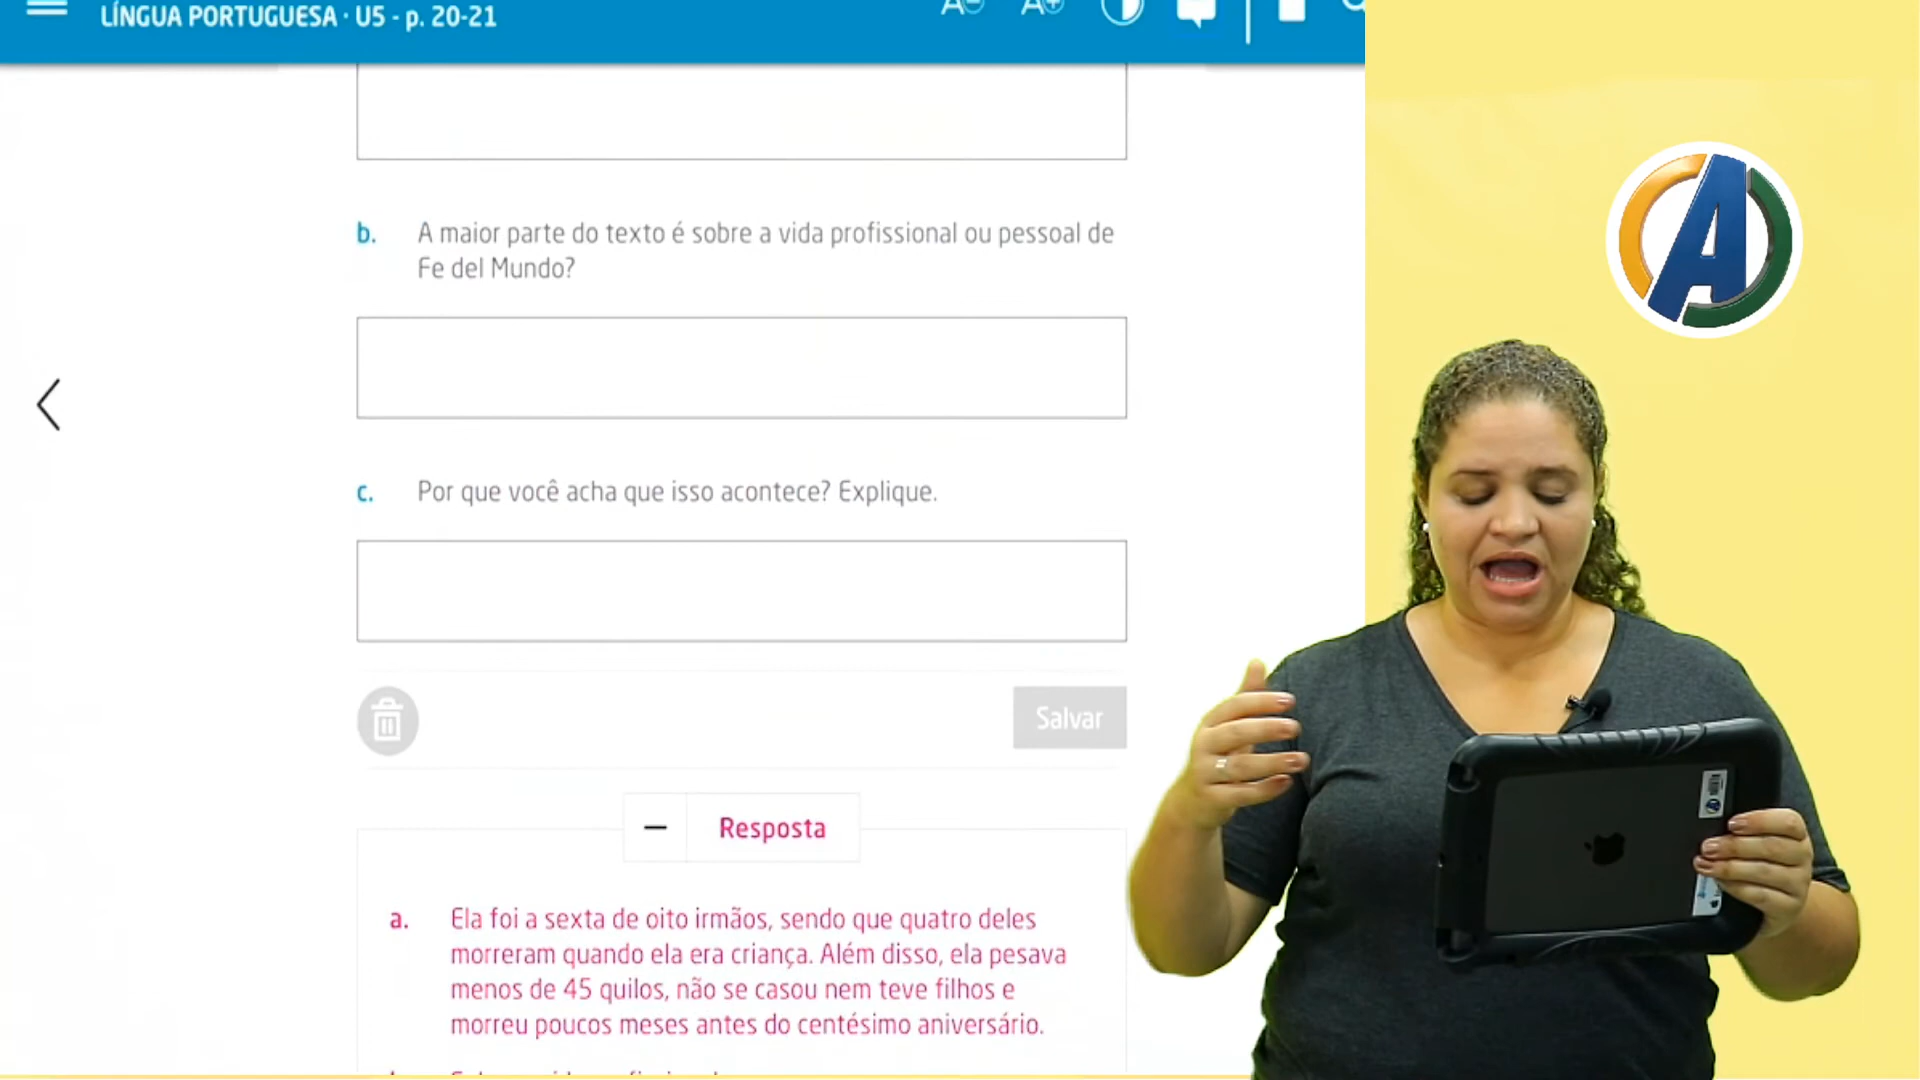 LÍNGUA PORTUGUESA · U5 - p. 20-21
b. A maior parte do texto é sobre a vida profissional ou pessoal de
Fe del Mundo?
c. Por que você acha que isso acontece? Explique.
Salvar
Resposta
a. Ela foi a sexta de oito irmãos, sendo que quatro deles
morreram quando ela era criança. Além disso, ela pesava
menos de 45 quilos, não se casou nem teve filhos e
morreu poucos meses antes do centésimo aniversário.
A